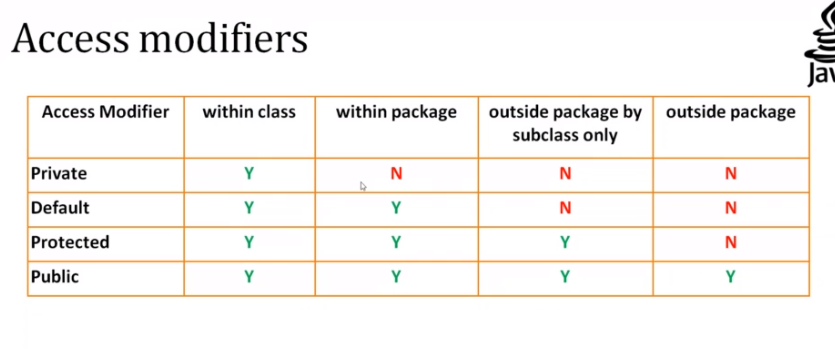 Access modifiers
Jav
Access Modifier within class within package outside package by subclass only outside package
Private Y N N N
Default Y Y N N
Protected Y Y Y N
Public Y Y Y Y